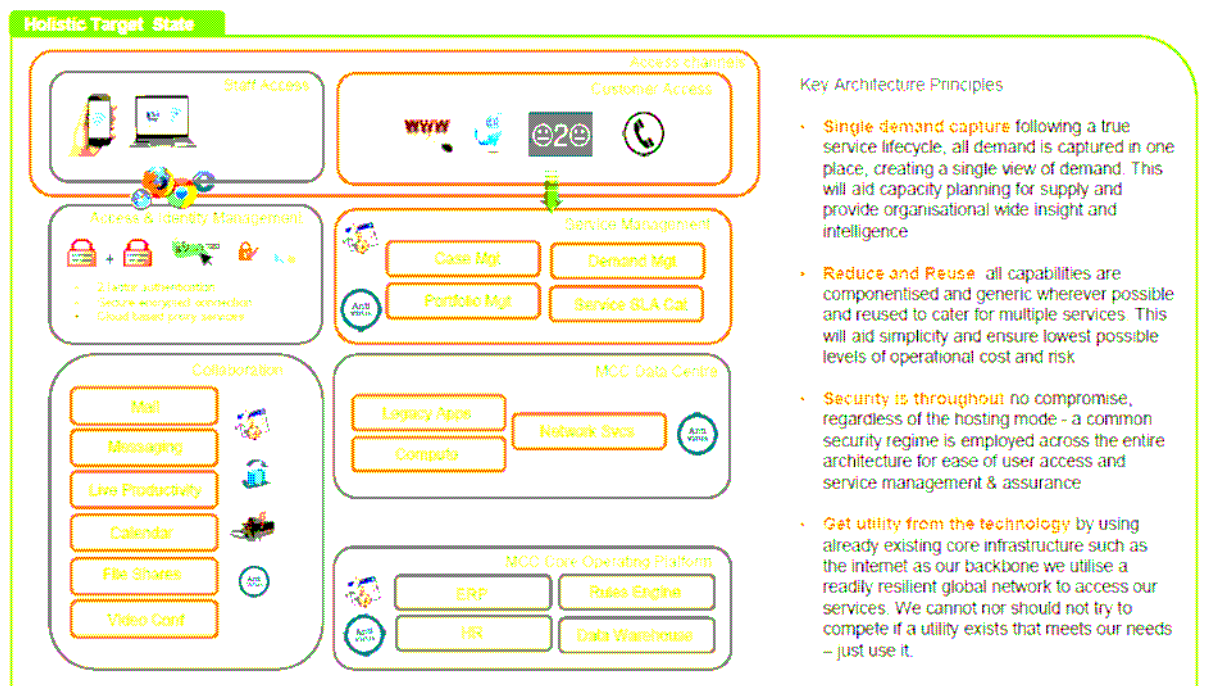 Holistic Target State
Access channels
Staff Access
Customer Access
www
2
Access & Identity Management
+
2 factor authentication
Secure encrypted connection
Cloud based proxy services
Service Management
Case Mgt
Demand Mgt
Portfolio Mgt
Service SLA Cat
Anti
virus
Collaboration
Mail
Messaging
Live Productivity
Calendar
File Shares
Video Conf
Anti
virus
MCC Data Centre
Legacy Apps
Network Svcs
Compute
Anti
virus
MCC Core Operating Platform
ERP
Rules Engine
HR
Data Warehouse
Anti
virus
Key Architecture Principles
• Single demand capture following a true
service lifecycle, all demand is captured in one
place, creating a single view of demand. This
will aid capacity planning for supply and
provide organisational wide insight and
intelligence
• Reduce and Reuse all capabilities are
componentised and generic wherever possible
and reused to cater for multiple services. This
will aid simplicity and ensure lowest possible
levels of operational cost and risk
• Security is throughout no compromise,
regardless of the hosting mode - a common
security regime is employed across the entire
architecture for ease of user access and
service management & assurance
• Get utility from the technology by using
already existing core infrastructure such as
the internet as our backbone we utilise a
readily resilient global network to access our
services. We cannot nor should not try to
compete if a utility exists that meets our needs
– just use it.